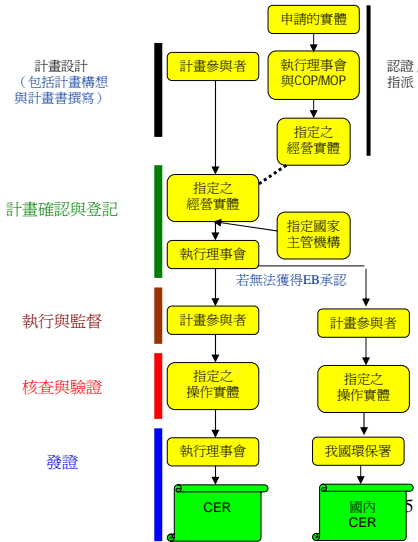 申請的實體
計畫設計
（包括計畫構想
與計畫書撰寫）
計畫參與者
執行理事會
與COP/MOP
認證／
指派
指定之
經營實體
計畫確認與登記
指定之
經營實體
指定國家
主管機構
執行理事會
若無法獲得EB承認
執行與監督
計畫參與者
計畫參與者
核查與驗證
指定之
操作實體
指定之
操作實體
發證
執行理事會
我國環保署
CER
國內
CER
5